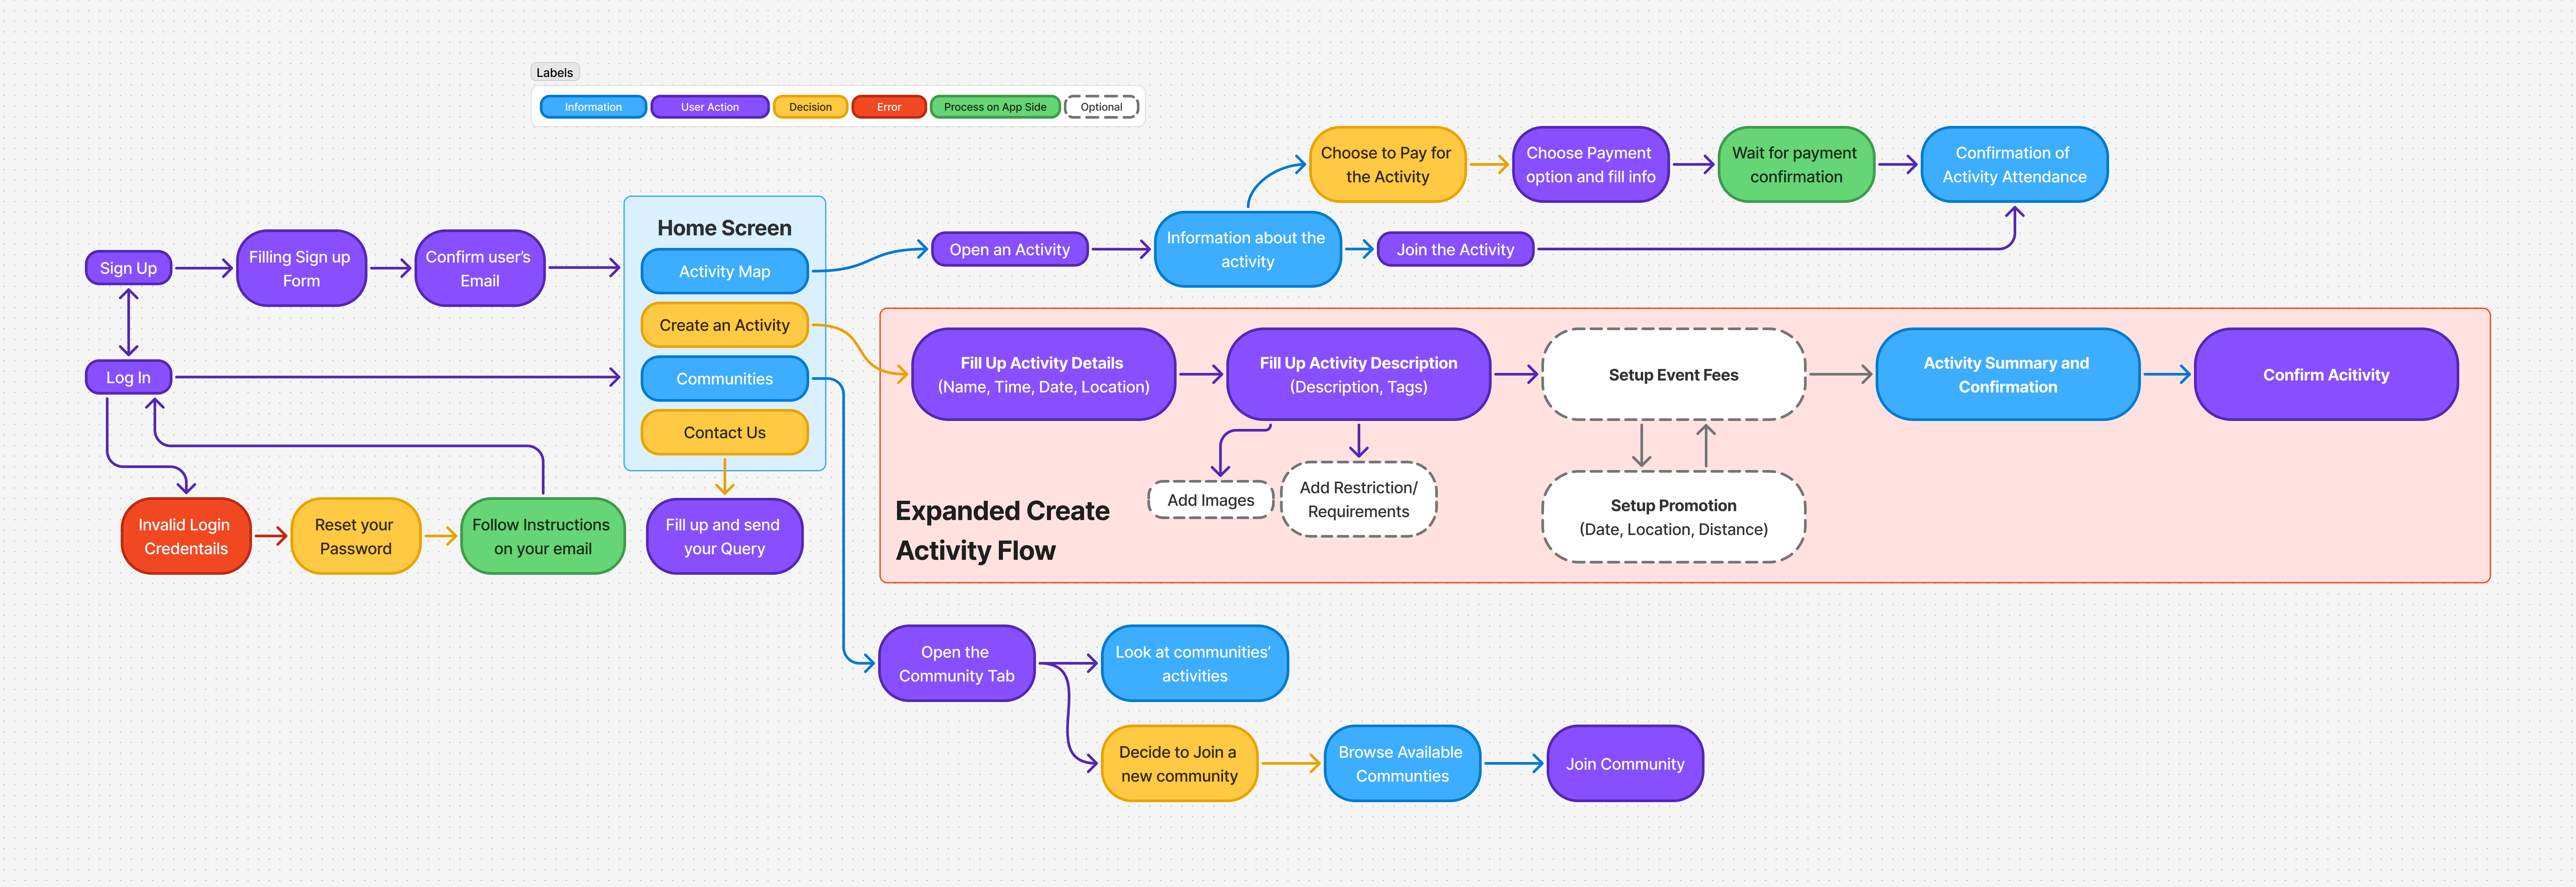 Labels
Information
User Action
Decision
Error
Process on App Side
Optional
Sign Up
Filling Sign up
Form
Confirm user's
Email
Log In
Invalid Login
Credentails
Reset your
Password
Follow Instructions
on your email
Home Screen
Activity Map
Create an Activity
Communities
Contact Us
Fill up and send
your Query
Open an Activity
Information about the
activity
Choose to Pay for
the Activity
Choose Payment
option and fill info
Wait for payment
confirmation
Confirmation of
Activity Attendance
Join the Activity
Expanded Create
Activity Flow
Fill Up Activity Details
(Name, Time, Date, Location)
Fill Up Activity Description
(Description, Tags)
Add Images
Add Restriction/
Requirements
Setup Event Fees
Setup Promotion
(Date, Location, Distance)
Activity Summary and
Confirmation
Confirm Acitivity
Open the
Community Tab
Look at communities'
activities
Decide to Join a
new community
Browse Available
Communties
Join Community